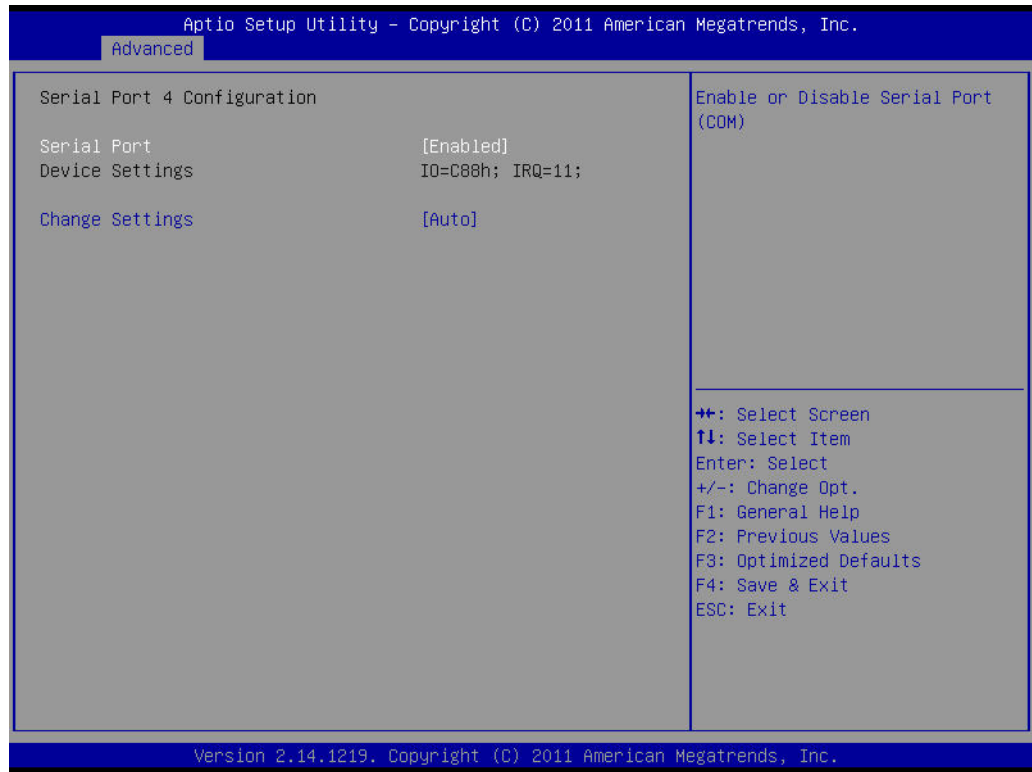 Aptio Setup Utility – Copyright (C) 2011 American Megatrends, Inc.
Advanced
Serial Port 4 Configuration
Serial Port [Enabled]
Device Settings IO=C88h; IRQ=11;
Change Settings [Auto]
Enable or Disable Serial Port
(COM)
→←: Select Screen
↑↓: Select Item
Enter: Select
+/-: Change Opt.
F1: General Help
F2: Previous Values
F3: Optimized Defaults
F4: Save & Exit
ESC: Exit
Version 2.14.1219. Copyright (C) 2011 American Megatrends, Inc.